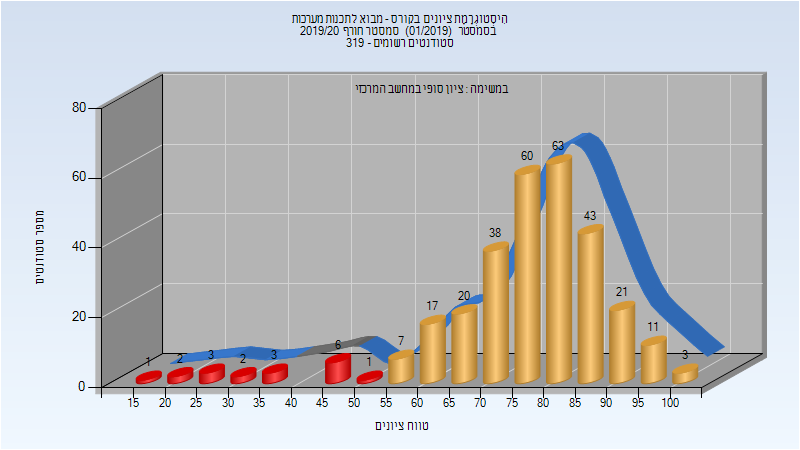 היסטוגרמת ציונים בקורס - מבוא לתכנות מערכות
בסמסטר (01/2019) סמסטר חורף 2019/20
סטודנטים רשומים - 319
במשימה : ציון סופי במחשב המרכזי
מספר סטודנטים
80
60
40
20
0
1 2 3 2 3 6 1 7 17 20 38 60 63 43 21 11 3
15 20 25 30 35 40 45 50 55 60 65 70 75 80 85 90 95 100
טווח ציונים